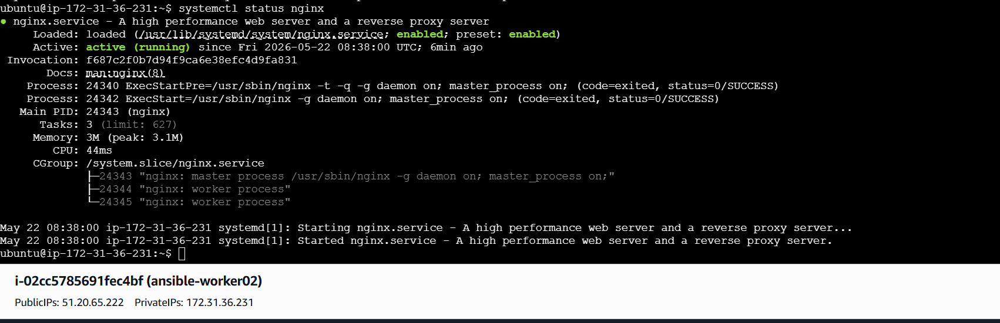 ubuntu@ip-172-31-36-231:~$ systemctl status nginx
● nginx.service - A high performance web server and a reverse proxy server
Loaded: loaded (/usr/lib/systemd/system/nginx.service; enabled; preset: enabled)
Active: active (running) since Fri 2026-05-22 08:38:00 UTC; 6min ago
Invocation: f687c2f0b7d94f9ca6e38efc4d9fa831
Docs: man:nginx(8)
Process: 24340 ExecStartPre=/usr/sbin/nginx -t -q -g daemon on; master_process on; (code=exited, status=0/SUCCESS)
Process: 24342 ExecStart=/usr/sbin/nginx -g daemon on; master_process on; (code=exited, status=0/SUCCESS)
Main PID: 24343 (nginx)
Tasks: 3 (limit: 627)
Memory: 3M (peak: 3.1M)
CPU: 44ms
CGroup: /system.slice/nginx.service
├─24343 "nginx: master process /usr/sbin/nginx -g daemon on; master_process on;"
├─24344 "nginx: worker process"
└─24345 "nginx: worker process"
May 22 08:38:00 ip-172-31-36-231 systemd[1]: Starting nginx.service - A high performance web server and a reverse proxy server...
May 22 08:38:00 ip-172-31-36-231 systemd[1]: Started nginx.service - A high performance web server and a reverse proxy server.
ubuntu@ip-172-31-36-231:~$
i-02cc5785691fec4bf (ansible-worker02)
PublicIPs: 51.20.65.222 PrivateIPs: 172.31.36.231